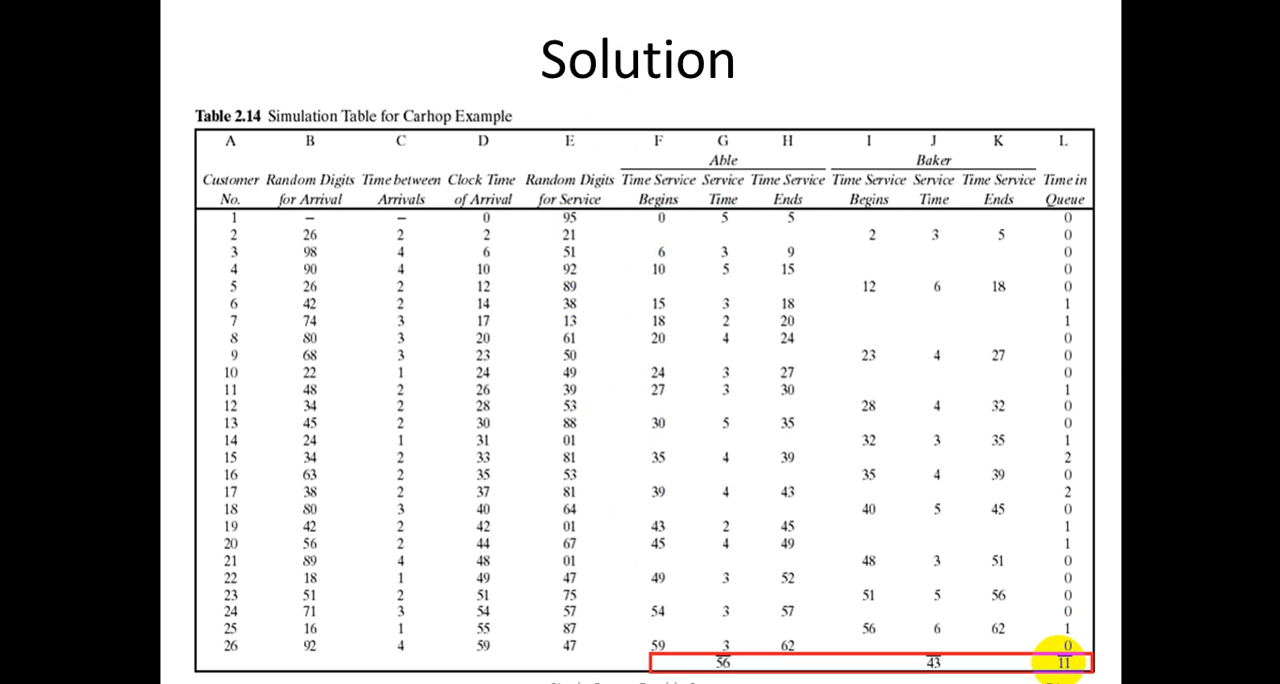 Solution
Table 2.14 Simulation Table for Carhop Example
A B C D E F G H I J K L
Able Baker
Customer Random Digits Time between Clock Time Random Digits Time Service Service Time Service Time Service Service Time Service Time in
No. for Arrival Arrivals of Arrival for Service Begins Time Ends Begins Time Ends Queue
1 – – 0 95 0 5 5 0
2 26 2 2 21 2 3 5 0
3 98 4 6 51 6 3 9 0
4 90 4 10 92 10 5 15 0
5 26 2 12 89 12 6 18 0
6 42 2 14 38 15 3 18 1
7 74 3 17 13 18 2 20 1
8 80 3 20 61 20 4 24 0
9 68 3 23 50 23 4 27 0
10 22 1 24 49 24 3 27 0
11 48 2 26 39 27 3 30 1
12 34 2 28 53 28 4 32 0
13 45 2 30 88 30 5 35 0
14 24 1 31 01 32 3 35 1
15 34 2 33 81 35 4 39 2
16 63 2 35 53 35 4 39 0
17 38 2 37 81 39 4 43 2
18 80 3 40 64 40 5 45 0
19 42 2 42 01 43 2 45 1
20 56 2 44 67 45 4 49 1
21 89 4 48 01 48 3 51 0
22 18 1 49 47 49 3 52 0
23 51 2 51 75 51 5 56 0
24 71 3 54 57 54 3 57 0
25 16 1 55 87 56 6 62 1
26 92 4 59 47 59 3 62 0
56 43 11